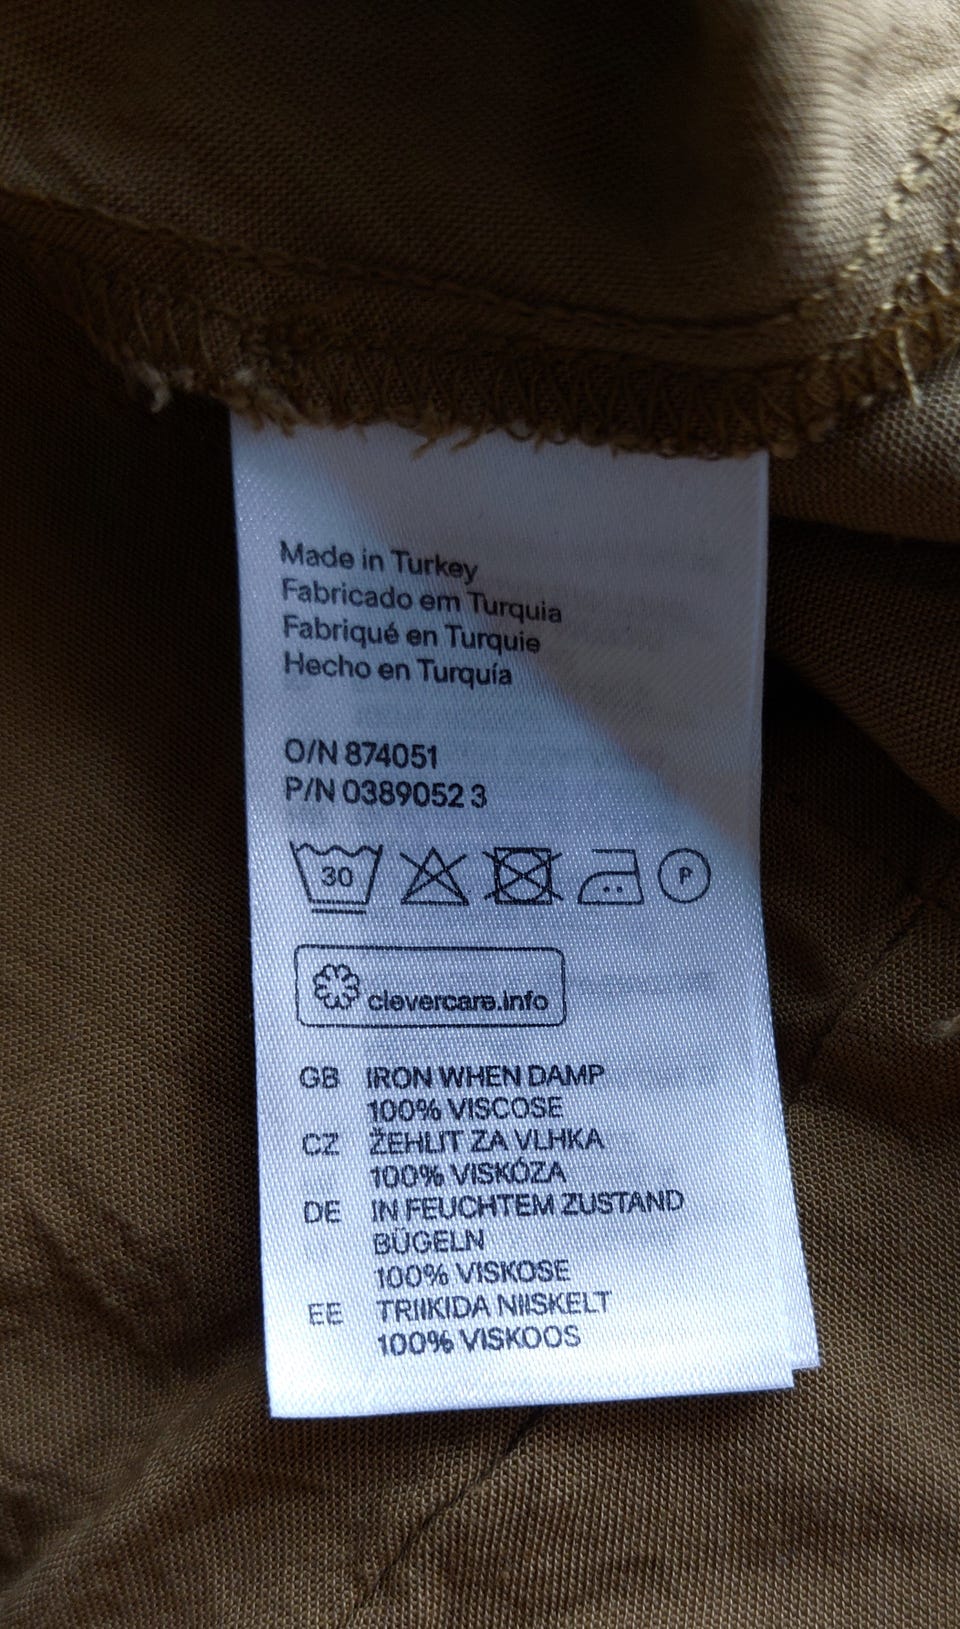 Made in Turkey
Fabricado em Turquia
Fabriqué en Turquie
Hecho en Turquía
O/N 874051
P/N 0389052 3
30 P
clevercare.info
GB IRON WHEN DAMP
100% VISCOSE
CZ ŽEHLIT ZA VLHKA
100% VISKÓZA
DE IN FEUCHTEM ZUSTAND
BÜGELN
100% VISKOSE
EE TRIIKIDA NIISKELT
100% VISKOOS